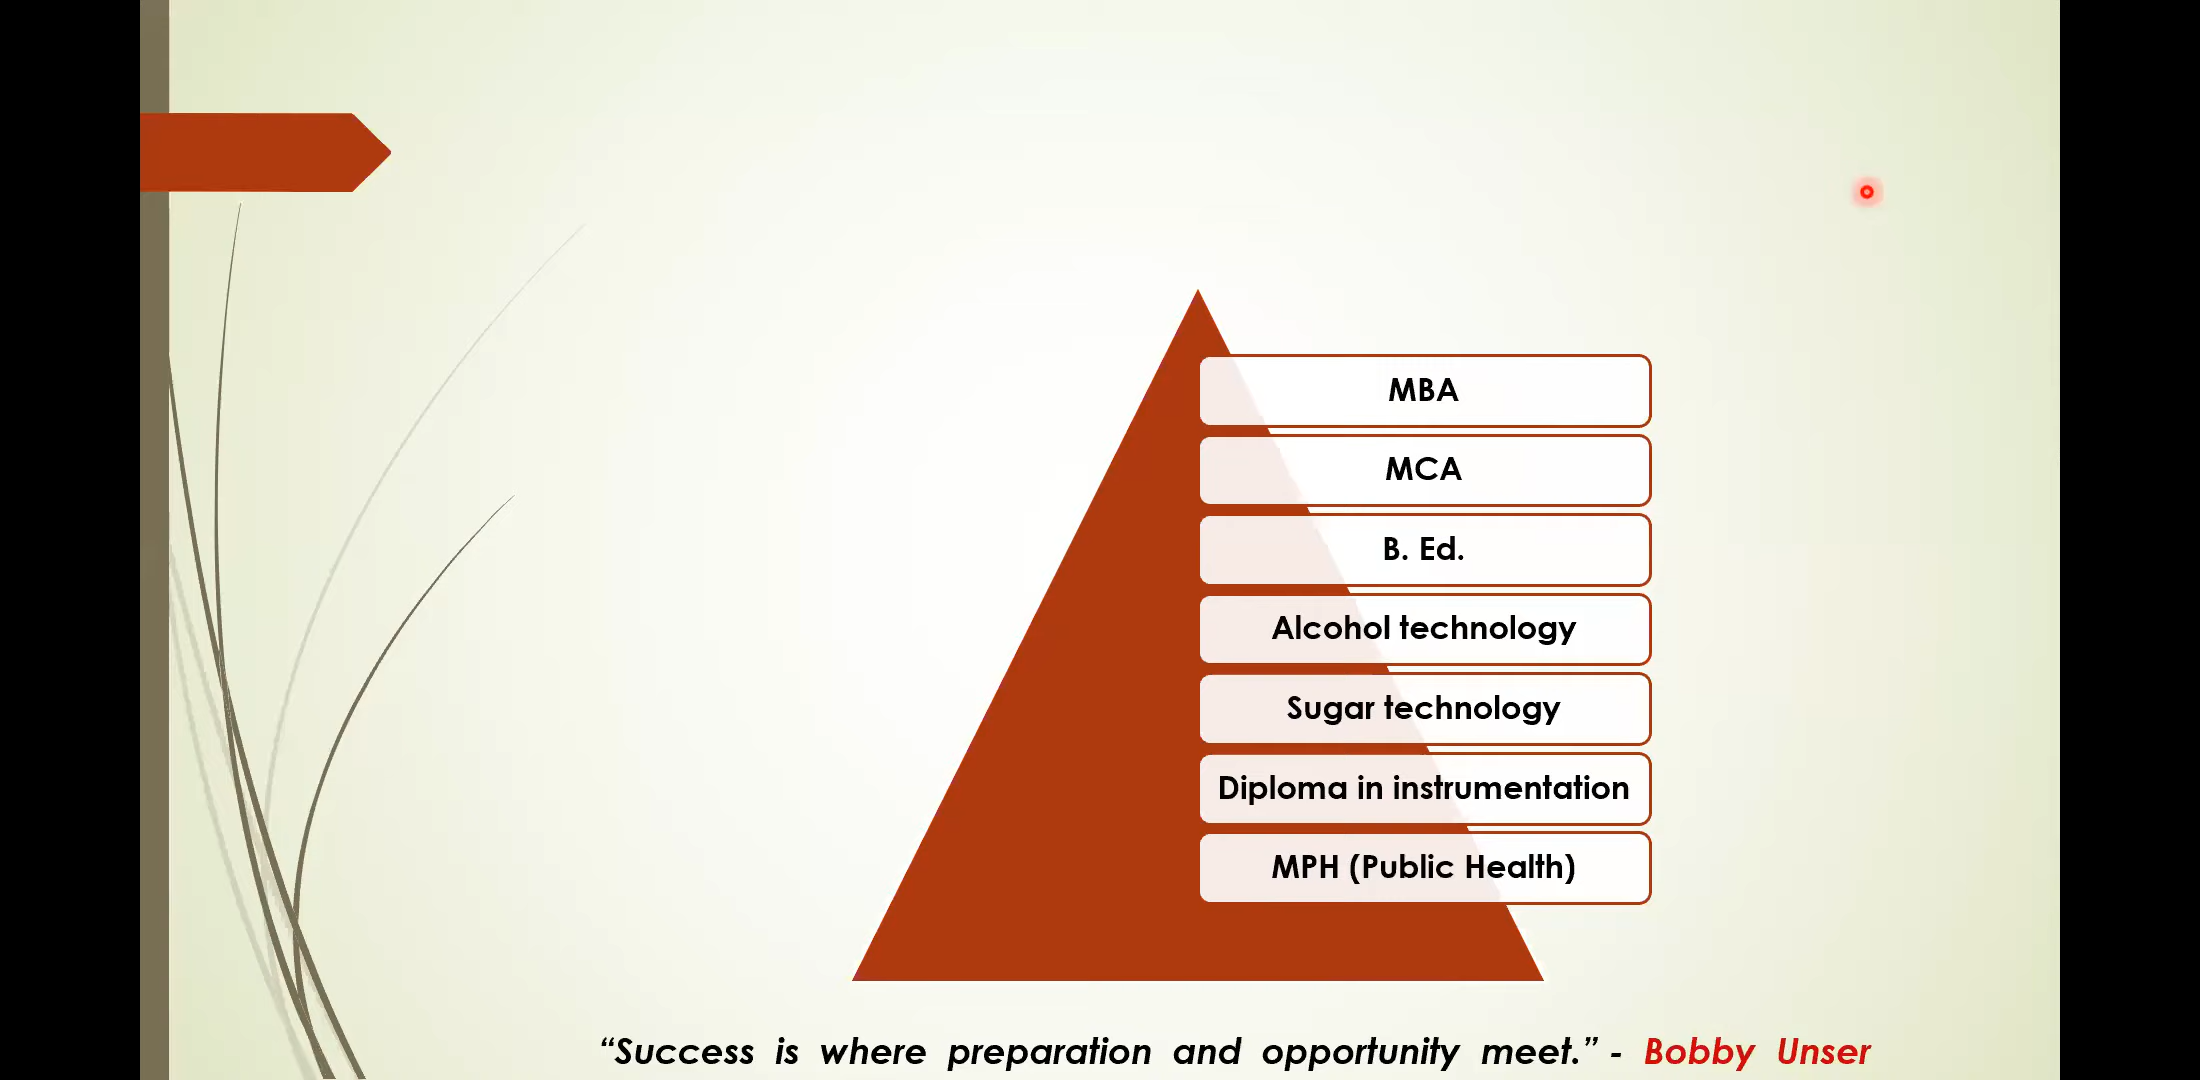 MBA
MCA
B. Ed.
Alcohol technology
Sugar technology
Diploma in instrumentation
MPH (Public Health)
“Success is where preparation and opportunity meet.” - Bobby Unser